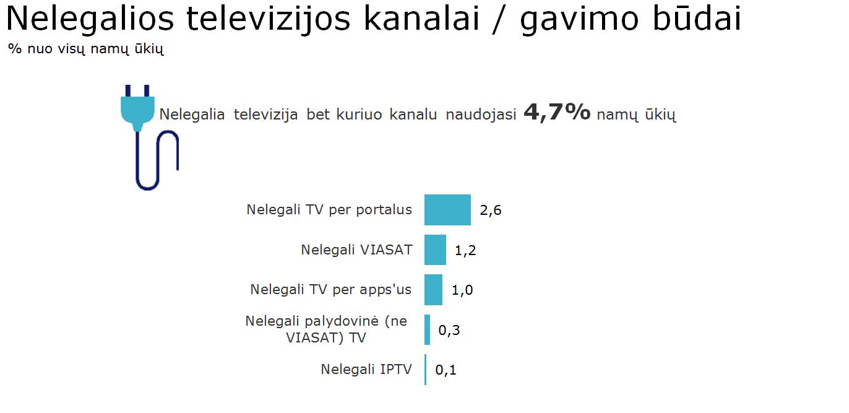 Nelegalios televizijos kanalai / gavimo būdai
% nuo visų namų ūkių
Nelegalia televizija bet kuriuo kanalu naudojasi 4,7% namų ūkių
Nelegali TV per portalus 2,6
Nelegali VIASAT 1,2
Nelegali TV per apps'us 1,0
Nelegali palydovinė (ne
VIASAT) TV 0,3
Nelegali IPTV 0,1